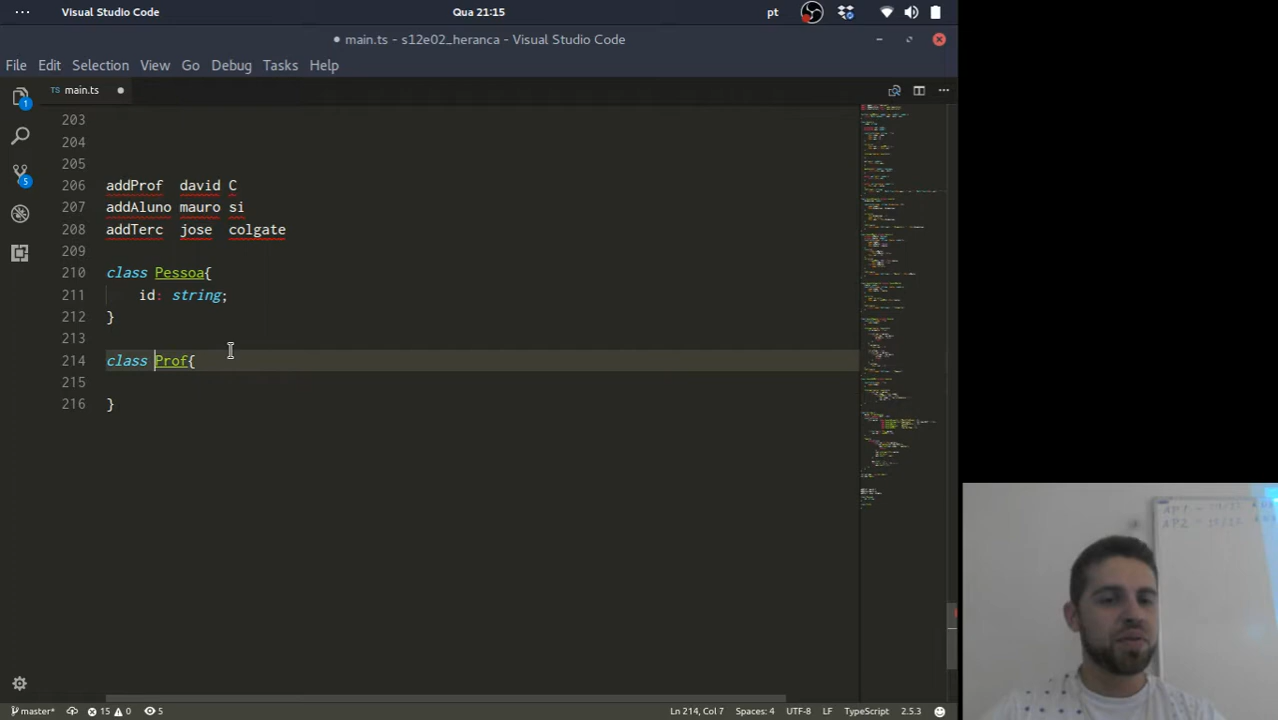 Visual Studio Code
Qua 21:15
pt
main.ts - s12e02_heranca - Visual Studio Code
File Edit Selection View Go Debug Tasks Help
TS main.ts
1
5
203
204
205
206 addProf david C
207 addAluno mauro si
208 addTerc jose colgate
209
210 class Pessoa{
211 id: string;
212 }
213
214 class Prof{
215
216 }
master* 15 0 5 Ln 214, Col 7 Spaces: 4 UTF-8 LF TypeScript 2.5.3